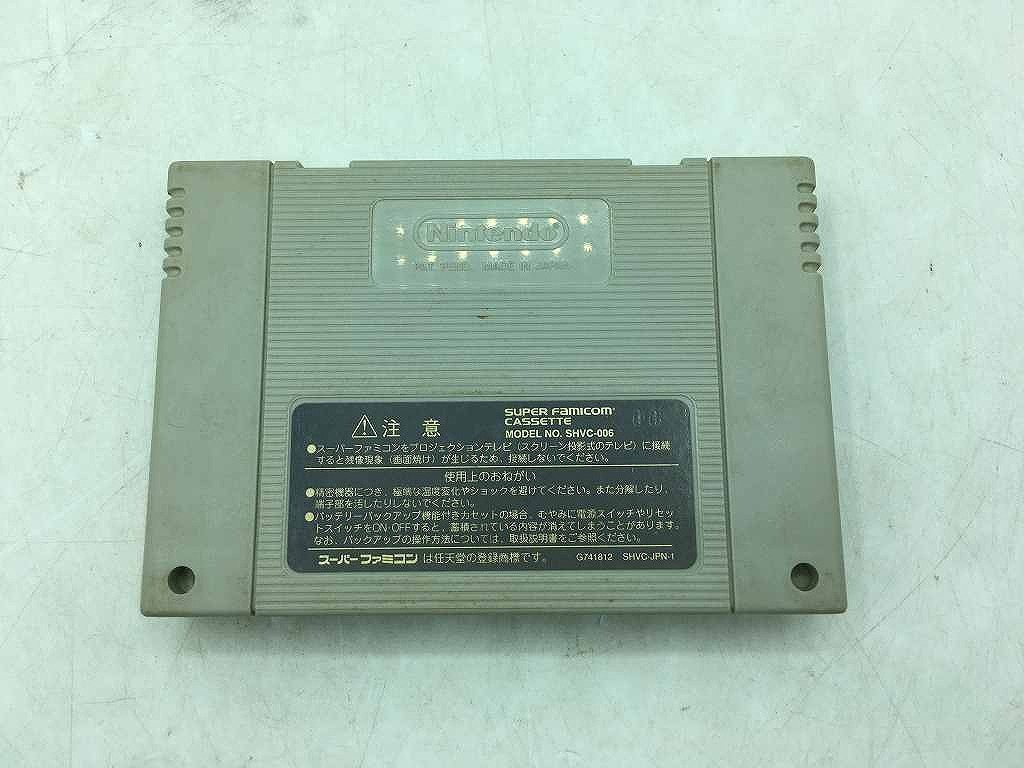 Nintendo
PAT. PEND. MADE IN JAPAN
⚠注意
SUPER FAMICOM
CASSETTE
MODEL NO. SHVC-006
●スーパーファミコンをプロジェクションテレビ(スクリーン投影式のテレビ)に接続
すると残像現象(画面焼け)が生じるため、接続しないでください。
使用上のおねがい
●精密機器につき、極端な温度変化やショックを避けてください。また分解したり、
端子部を汚したりしないでください。
●バッテリーバックアップ機能付きカセットの場合、むやみに電源スイッチやリセッ
トスイッチをON・OFFすると、蓄積されている内容が消えてしまうことがあります。
なお、バックアップの操作方法については、取扱説明書をご参照ください。
スーパーファミコンは任天堂の登録商標です。
G741812 SHVC-JPN-1